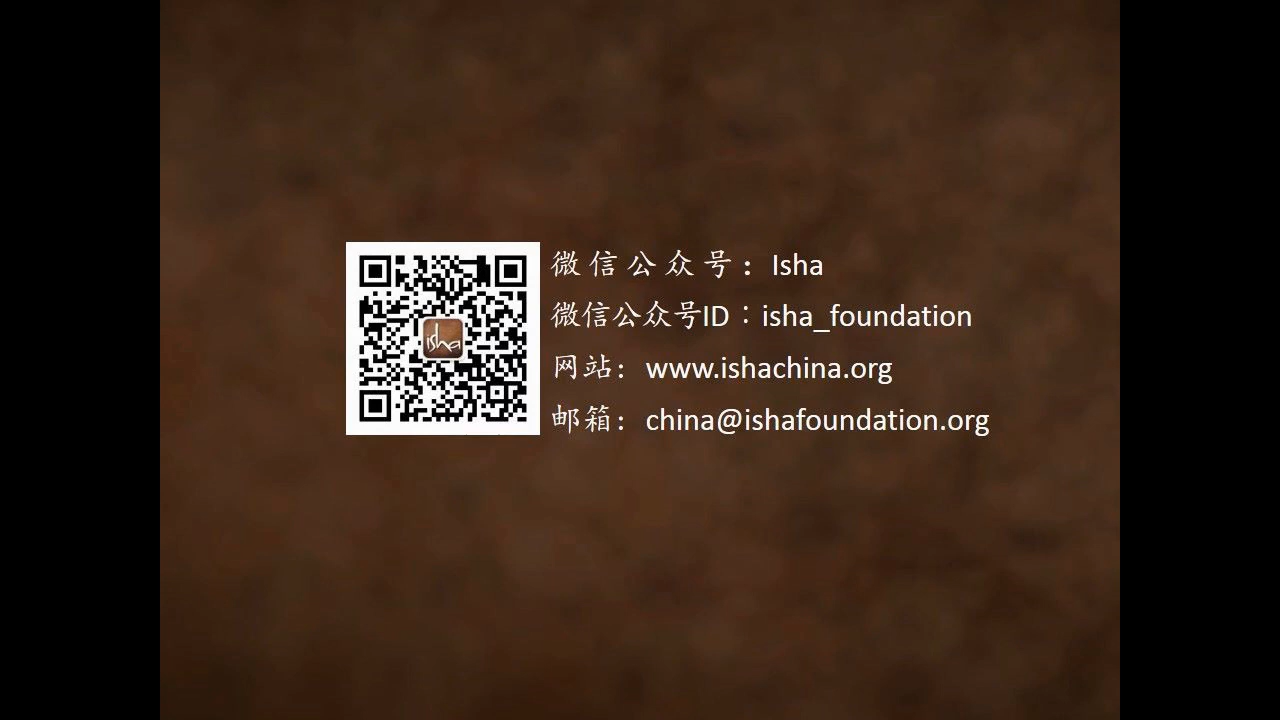 isha
微信公众号：Isha
微信公众号ID：isha_foundation
网站：www.ishachina.org
邮箱：china@ishafoundation.org